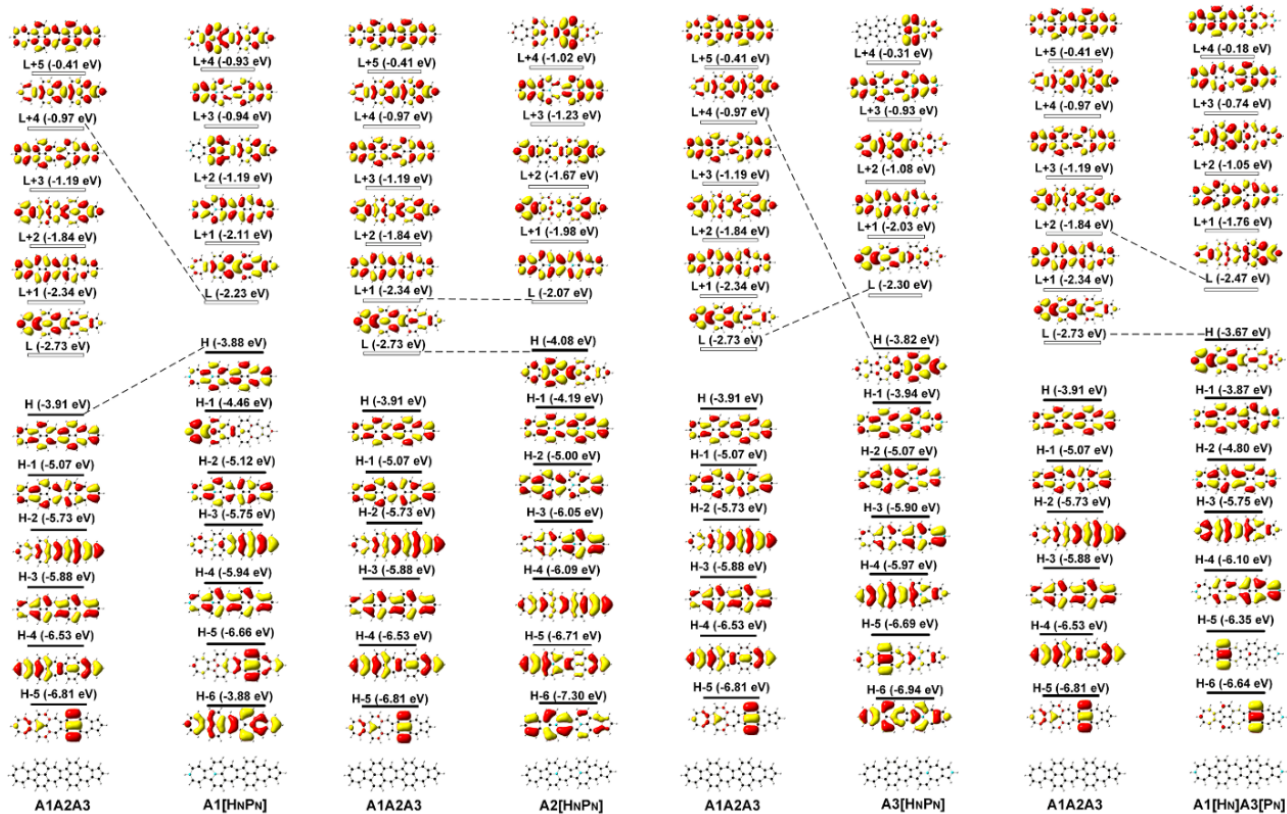 L+5 (-0.41 eV)
L+4 (-0.97 eV)
L+3 (-1.19 eV)
L+2 (-1.84 eV)
L+1 (-2.34 eV)
L (-2.73 eV)
H (-3.91 eV)
H-1 (-5.07 eV)
H-2 (-5.73 eV)
H-3 (-5.88 eV)
H-4 (-6.53 eV)
H-5 (-6.81 eV)
A1A2A3
L+4 (-0.93 eV)
L+3 (-0.94 eV)
L+2 (-1.19 eV)
L+1 (-2.11 eV)
L (-2.23 eV)
H (-3.88 eV)
H-1 (-4.46 eV)
H-2 (-5.12 eV)
H-3 (-5.75 eV)
H-4 (-5.94 eV)
H-5 (-6.66 eV)
H-6 (-3.88 eV)
A1[HNPN]
L+5 (-0.41 eV)
L+4 (-0.97 eV)
L+3 (-1.19 eV)
L+2 (-1.84 eV)
L+1 (-2.34 eV)
L (-2.73 eV)
H (-3.91 eV)
H-1 (-5.07 eV)
H-2 (-5.73 eV)
H-3 (-5.88 eV)
H-4 (-6.53 eV)
H-5 (-6.81 eV)
A1A2A3
L+4 (-1.02 eV)
L+3 (-1.23 eV)
L+2 (-1.67 eV)
L+1 (-1.98 eV)
L (-2.07 eV)
H (-4.08 eV)
H-1 (-4.19 eV)
H-2 (-5.00 eV)
H-3 (-6.05 eV)
H-4 (-6.09 eV)
H-5 (-6.71 eV)
H-6 (-7.30 eV)
A2[HNPN]
L+5 (-0.41 eV)
L+4 (-0.97 eV)
L+3 (-1.19 eV)
L+2 (-1.84 eV)
L+1 (-2.34 eV)
L (-2.73 eV)
H (-3.91 eV)
H-1 (-5.07 eV)
H-2 (-5.73 eV)
H-3 (-5.88 eV)
H-4 (-6.53 eV)
H-5 (-6.81 eV)
A1A2A3
L+4 (-0.31 eV)
L+3 (-0.93 eV)
L+2 (-1.08 eV)
L+1 (-2.03 eV)
L (-2.30 eV)
H (-3.82 eV)
H-1 (-3.94 eV)
H-2 (-5.07 eV)
H-3 (-5.90 eV)
H-4 (-5.97 eV)
H-5 (-6.69 eV)
H-6 (-6.94 eV)
A3[HNPN]
L+5 (-0.41 eV)
L+4 (-0.97 eV)
L+3 (-1.19 eV)
L+2 (-1.84 eV)
L+1 (-2.34 eV)
L (-2.73 eV)
H (-3.91 eV)
H-1 (-5.07 eV)
H-2 (-5.73 eV)
H-3 (-5.88 eV)
H-4 (-6.53 eV)
H-5 (-6.81 eV)
A1A2A3
L+4 (-0.18 eV)
L+3 (-0.74 eV)
L+2 (-1.05 eV)
L+1 (-1.76 eV)
L (-2.47 eV)
H (-3.67 eV)
H-1 (-3.87 eV)
H-2 (-4.80 eV)
H-3 (-5.75 eV)
H-4 (-6.10 eV)
H-5 (-6.35 eV)
H-6 (-6.64 eV)
A1[HN]A3[PN]